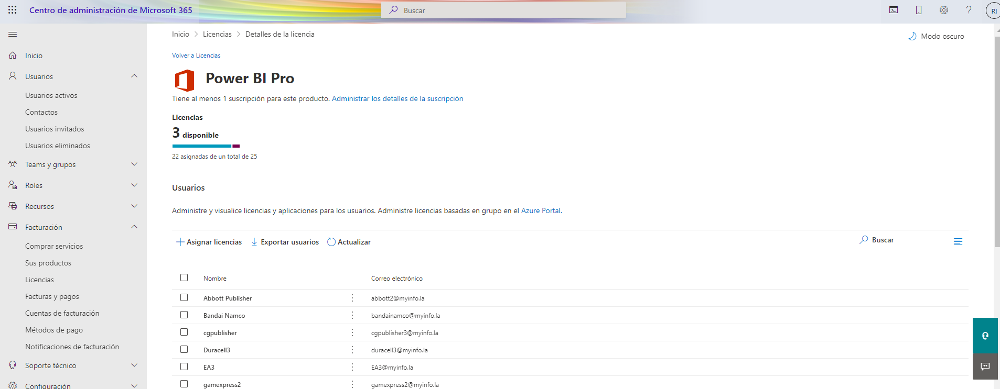 Centro de administración de Microsoft 365
Buscar
RI
Inicio
Usuarios
Usuarios activos
Contactos
Usuarios invitados
Usuarios eliminados
Teams y grupos
Roles
Recursos
Facturación
Comprar servicios
Sus productos
Licencias
Facturas y pagos
Cuentas de facturación
Métodos de pago
Notificaciones de facturación
Soporte técnico
Configuración
Inicio > Licencias > Detalles de la licencia
Modo oscuro
Volver a Licencias
Power BI Pro
Tiene al menos 1 suscripción para este producto. Administrar los detalles de la suscripción
Licencias
3 disponible
22 asignadas de un total de 25
Usuarios
Administre y visualice licencias y aplicaciones para los usuarios. Administre licencias basadas en grupo en el Azure Portal.
Asignar licencias Exportar usuarios Actualizar Buscar
Nombre Correo electrónico
Abbott Publisher abbott2@myinfo.la
Bandai Namco bandainamco@myinfo.la
cgpublisher cgpublisher3@myinfo.la
Duracell3 duracell3@myinfo.la
EA3 EA3@myinfo.la
gamexpress2 gamexpress2@myinfo.la